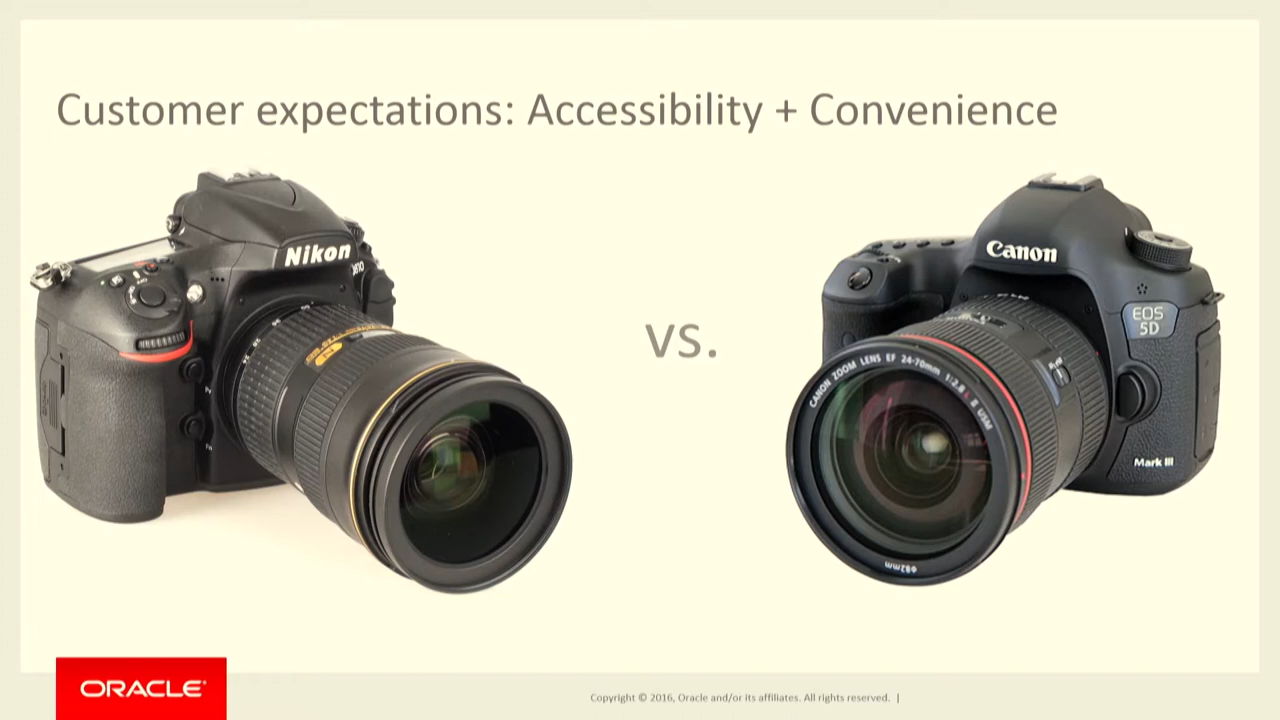 Customer expectations: Accessibility + Convenience
Nikon
vs.
Canon
EOS
5D
CANON ZOOM LENS EF 24-70mm 1:2.8 L II USM
Mark III
ø82mm
ORACLE
Copyright © 2016, Oracle and/or its affiliates. All rights reserved. |